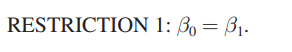 RESTRICTION 1: β₀ = β₁.